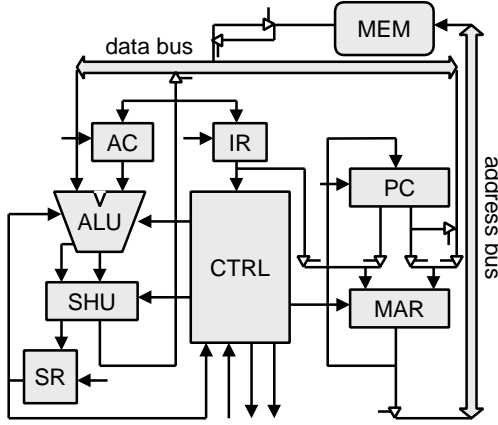 MEM
data bus
AC
IR
PC
address bus
ALU
CTRL
SHU
MAR
SR